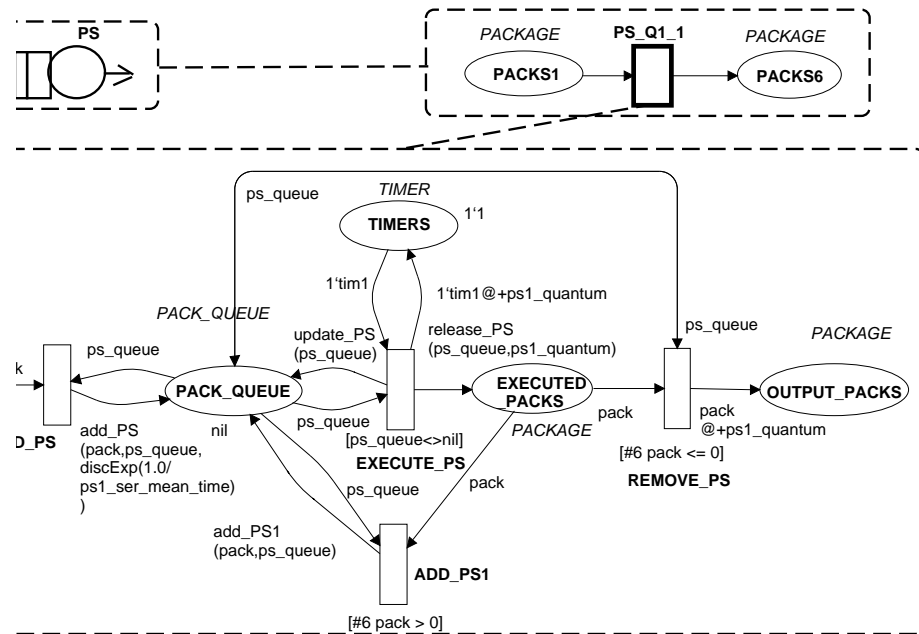 PS
PACKAGE
PS_Q1_1
PACKAGE
PACKS1
PACKS6
ps_queue
TIMER
TIMERS
1'1
1'tim1
1'tim1@+ps1_quantum
PACK_QUEUE
update_PS
(ps_queue)
release_PS
(ps_queue,ps1_quantum)
ps_queue
PACKAGE
k
ps_queue
PACK_QUEUE
EXECUTED
_PACKS
OUTPUT_PACKS
D_PS
add_PS
(pack,ps_queue,
discExp(1.0/
ps1_ser_mean_time)
)
nil
ps_queue
[ps_queue<>nil]
EXECUTE_PS
PACKAGE
pack
pack
@+ps1_quantum
[#6 pack <= 0]
REMOVE_PS
ps_queue
pack
add_PS1
(pack,ps_queue)
ADD_PS1
[#6 pack > 0]